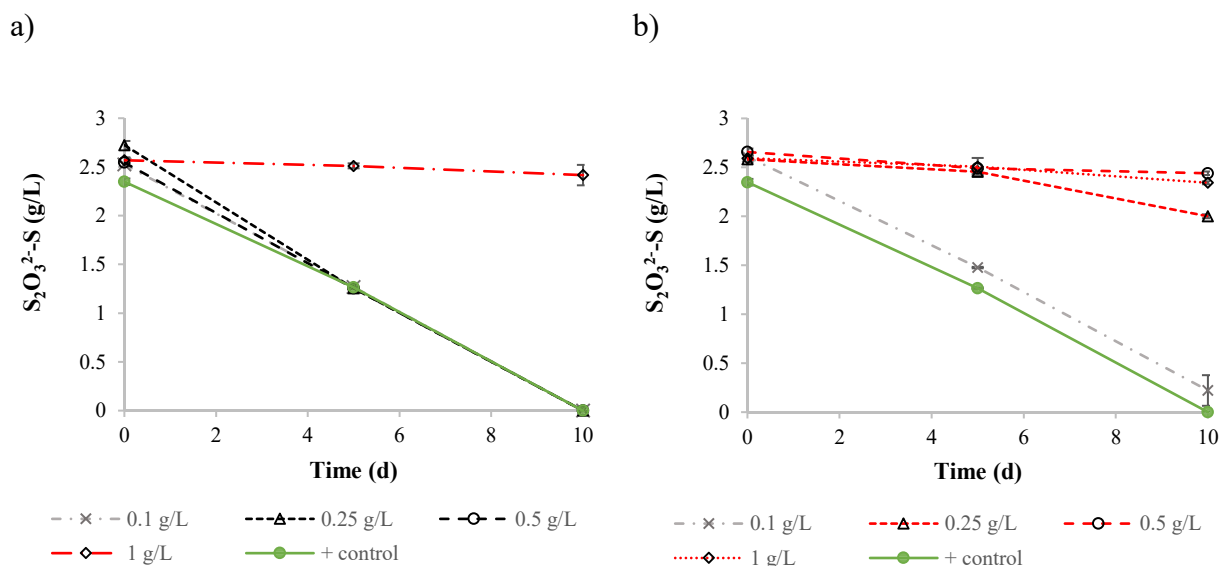 a)
S₂O₃²⁻-S (g/L)
3
2.5
2
1.5
1
0.5
0
0 2 4 6 8 10
Time (d)
0.1 g/L 0.25 g/L 0.5 g/L
1 g/L + control
b)
S₂O₃²⁻-S (g/L)
3
2.5
2
1.5
1
0.5
0
0 2 4 6 8 10
Time (d)
0.1 g/L 0.25 g/L 0.5 g/L
1 g/L + control